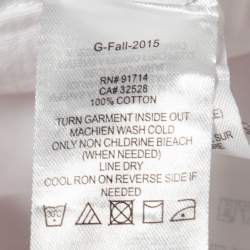 G-Fall-2015
RN# 91714
CA# 32528
100% COTTON
TURN GARMENT INSIDE OUT
MACHIEN WASH COLD
ONLY NON CHLDRINE BLEACH
(WHEN NEEDED)
LINE DRY
COOL RON ON REVERSE SIDE IF
NEEDED